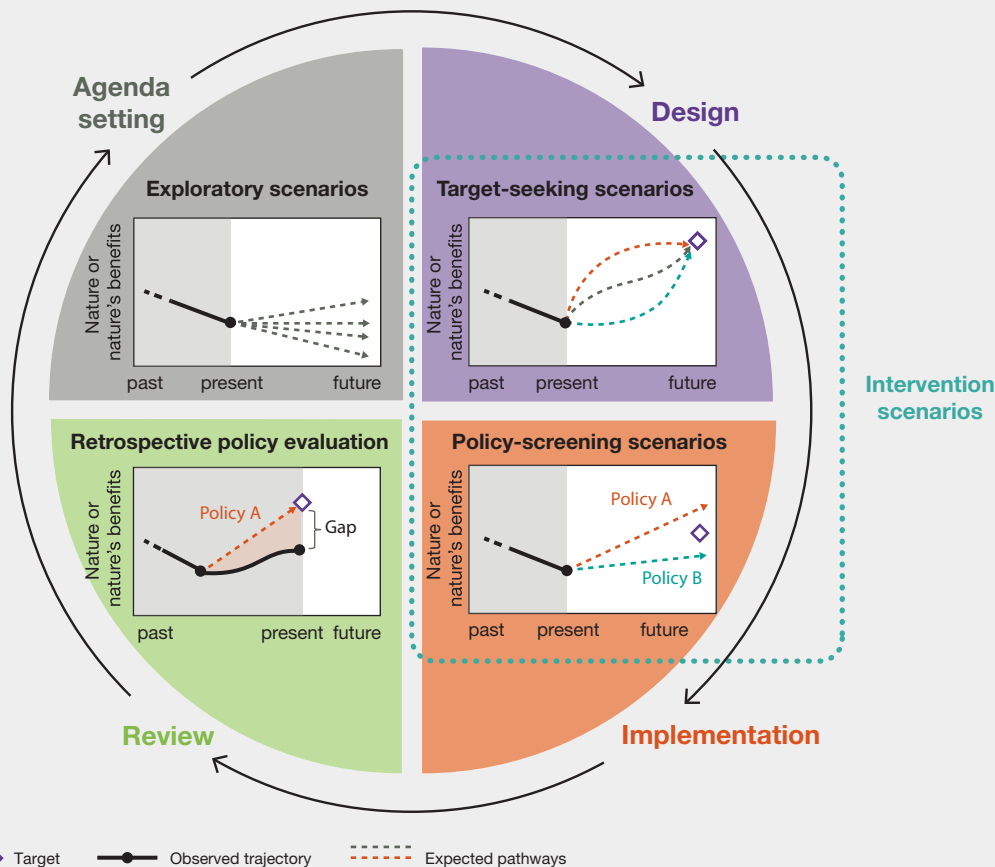 Agenda
setting
Design
Exploratory scenarios
Nature or
nature's benefits
past present future
Target-seeking scenarios
Nature or
nature's benefits
past present future
Intervention
scenarios
Retrospective policy evaluation
Nature or
nature's benefits
Policy A
Gap
past present future
Policy-screening scenarios
Nature or
nature's benefits
Policy A
Policy B
past present future
Review
Implementation
Target Observed trajectory Expected pathways